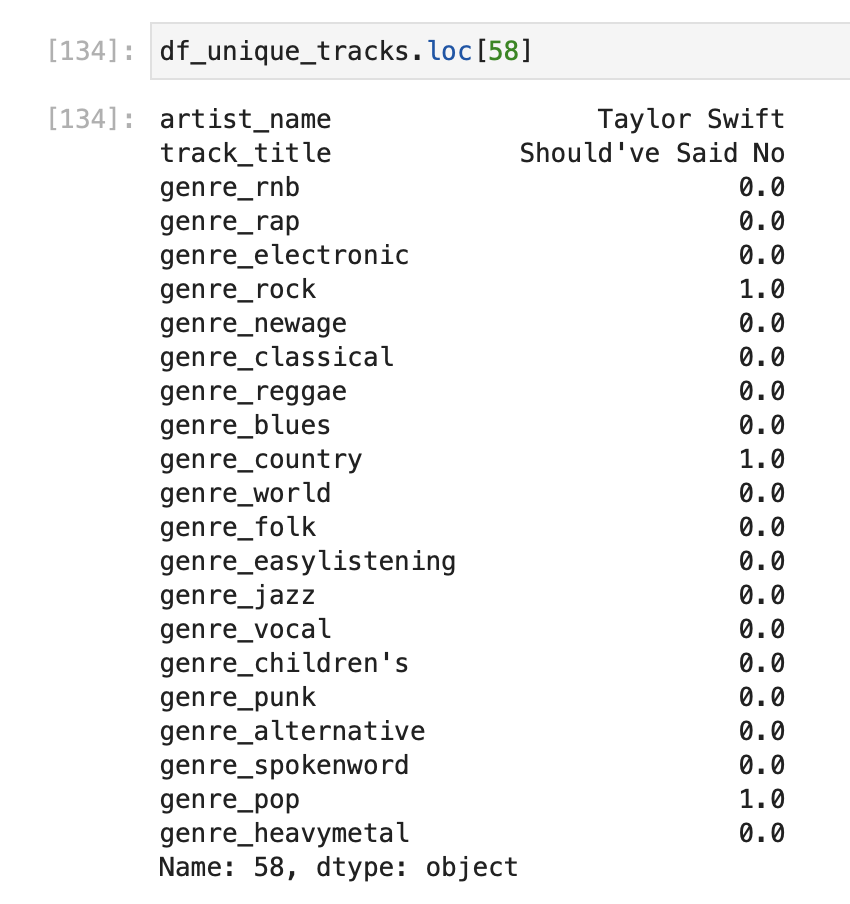 [134]: df_unique_tracks.loc[58]
[134]: artist_name Taylor Swift
track_title Should've Said No
genre_rnb 0.0
genre_rap 0.0
genre_electronic 0.0
genre_rock 1.0
genre_newage 0.0
genre_classical 0.0
genre_reggae 0.0
genre_blues 0.0
genre_country 1.0
genre_world 0.0
genre_folk 0.0
genre_easylistening 0.0
genre_jazz 0.0
genre_vocal 0.0
genre_children's 0.0
genre_punk 0.0
genre_alternative 0.0
genre_spokenword 0.0
genre_pop 1.0
genre_heavymetal 0.0
Name: 58, dtype: object